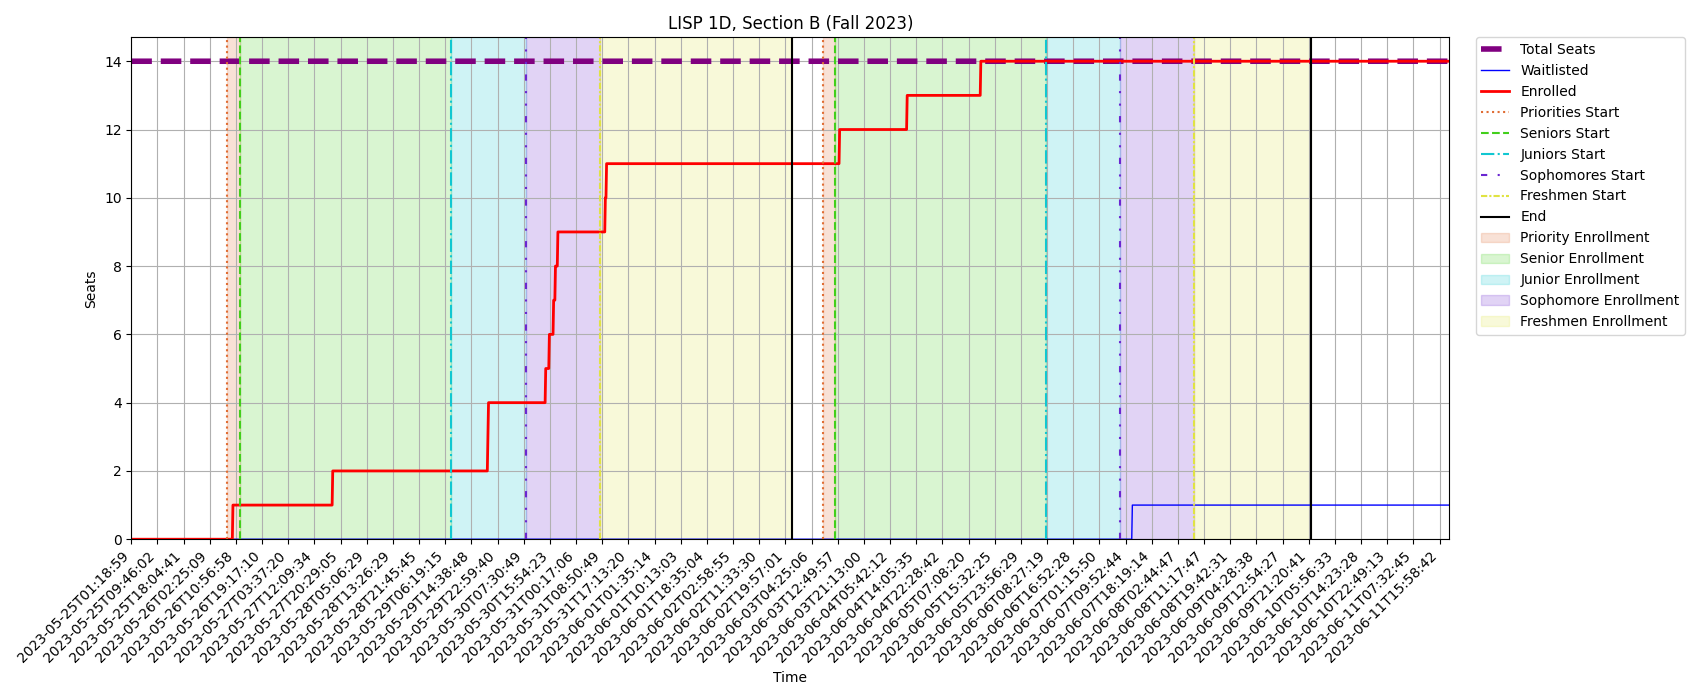 LISP 1D, Section B (Fall 2023)
Seats
14
12
10
8
6
4
2
0
2023-05-25T01:18:59
2023-05-25T09:46:02
2023-05-25T18:04:41
2023-05-26T02:25:09
2023-05-26T10:56:58
2023-05-26T19:17:10
2023-05-27T03:37:20
2023-05-27T12:09:34
2023-05-27T20:29:05
2023-05-28T05:06:29
2023-05-28T13:26:29
2023-05-28T21:45:45
2023-05-29T06:19:15
2023-05-29T14:38:48
2023-05-29T22:59:40
2023-05-30T07:30:49
2023-05-30T15:54:23
2023-05-31T00:17:06
2023-05-31T08:50:49
2023-05-31T17:13:20
2023-06-01T01:35:14
2023-06-01T10:13:03
2023-06-01T18:35:04
2023-06-02T02:58:55
2023-06-02T11:33:30
2023-06-02T19:57:01
2023-06-03T04:25:06
2023-06-03T12:49:57
2023-06-03T21:13:00
2023-06-04T05:42:12
2023-06-04T14:05:35
2023-06-04T22:28:42
2023-06-05T07:08:20
2023-06-05T15:32:25
2023-06-05T23:56:29
2023-06-06T08:27:19
2023-06-06T16:52:28
2023-06-07T01:15:50
2023-06-07T09:52:44
2023-06-07T18:19:14
2023-06-08T02:44:47
2023-06-08T11:17:47
2023-06-08T19:42:31
2023-06-09T04:28:38
2023-06-09T12:54:27
2023-06-09T21:20:41
2023-06-10T05:56:33
2023-06-10T14:23:28
2023-06-10T22:49:13
2023-06-11T07:32:45
2023-06-11T15:58:42
Time
Total Seats
Waitlisted
Enrolled
Priorities Start
Seniors Start
Juniors Start
Sophomores Start
Freshmen Start
End
Priority Enrollment
Senior Enrollment
Junior Enrollment
Sophomore Enrollment
Freshmen Enrollment